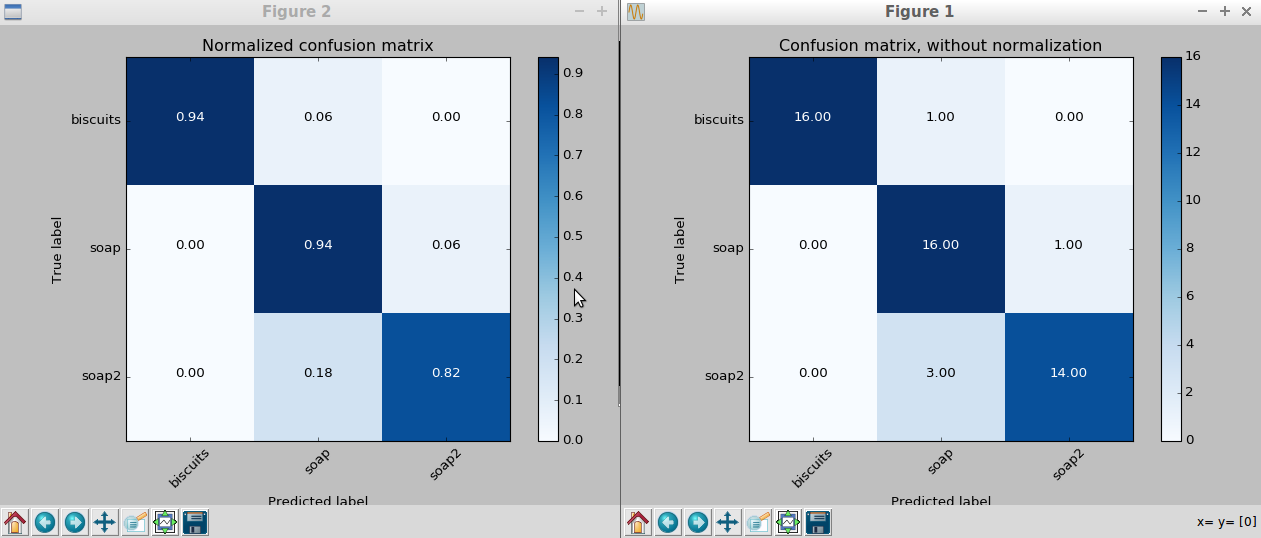 Figure 2
Normalized confusion matrix
True label
biscuits
soap
soap2
0.94 0.06 0.00
0.00 0.94 0.06
0.00 0.18 0.82
0.9
0.8
0.7
0.6
0.5
0.4
0.3
0.2
0.1
0.0
biscuits
soap
soap2
Predicted label
Figure 1
Confusion matrix, without normalization
True label
biscuits
soap
soap2
16.00 1.00 0.00
0.00 16.00 1.00
0.00 3.00 14.00
16
14
12
10
8
6
4
2
0
biscuits
soap
soap2
Predicted label
x= y= [0]